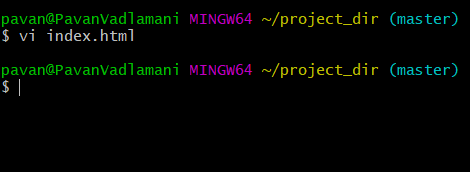 pavan@PavanVadlamani MINGW64 ~/project_dir (master)
$ vi index.html
pavan@PavanVadlamani MINGW64 ~/project_dir (master)
$